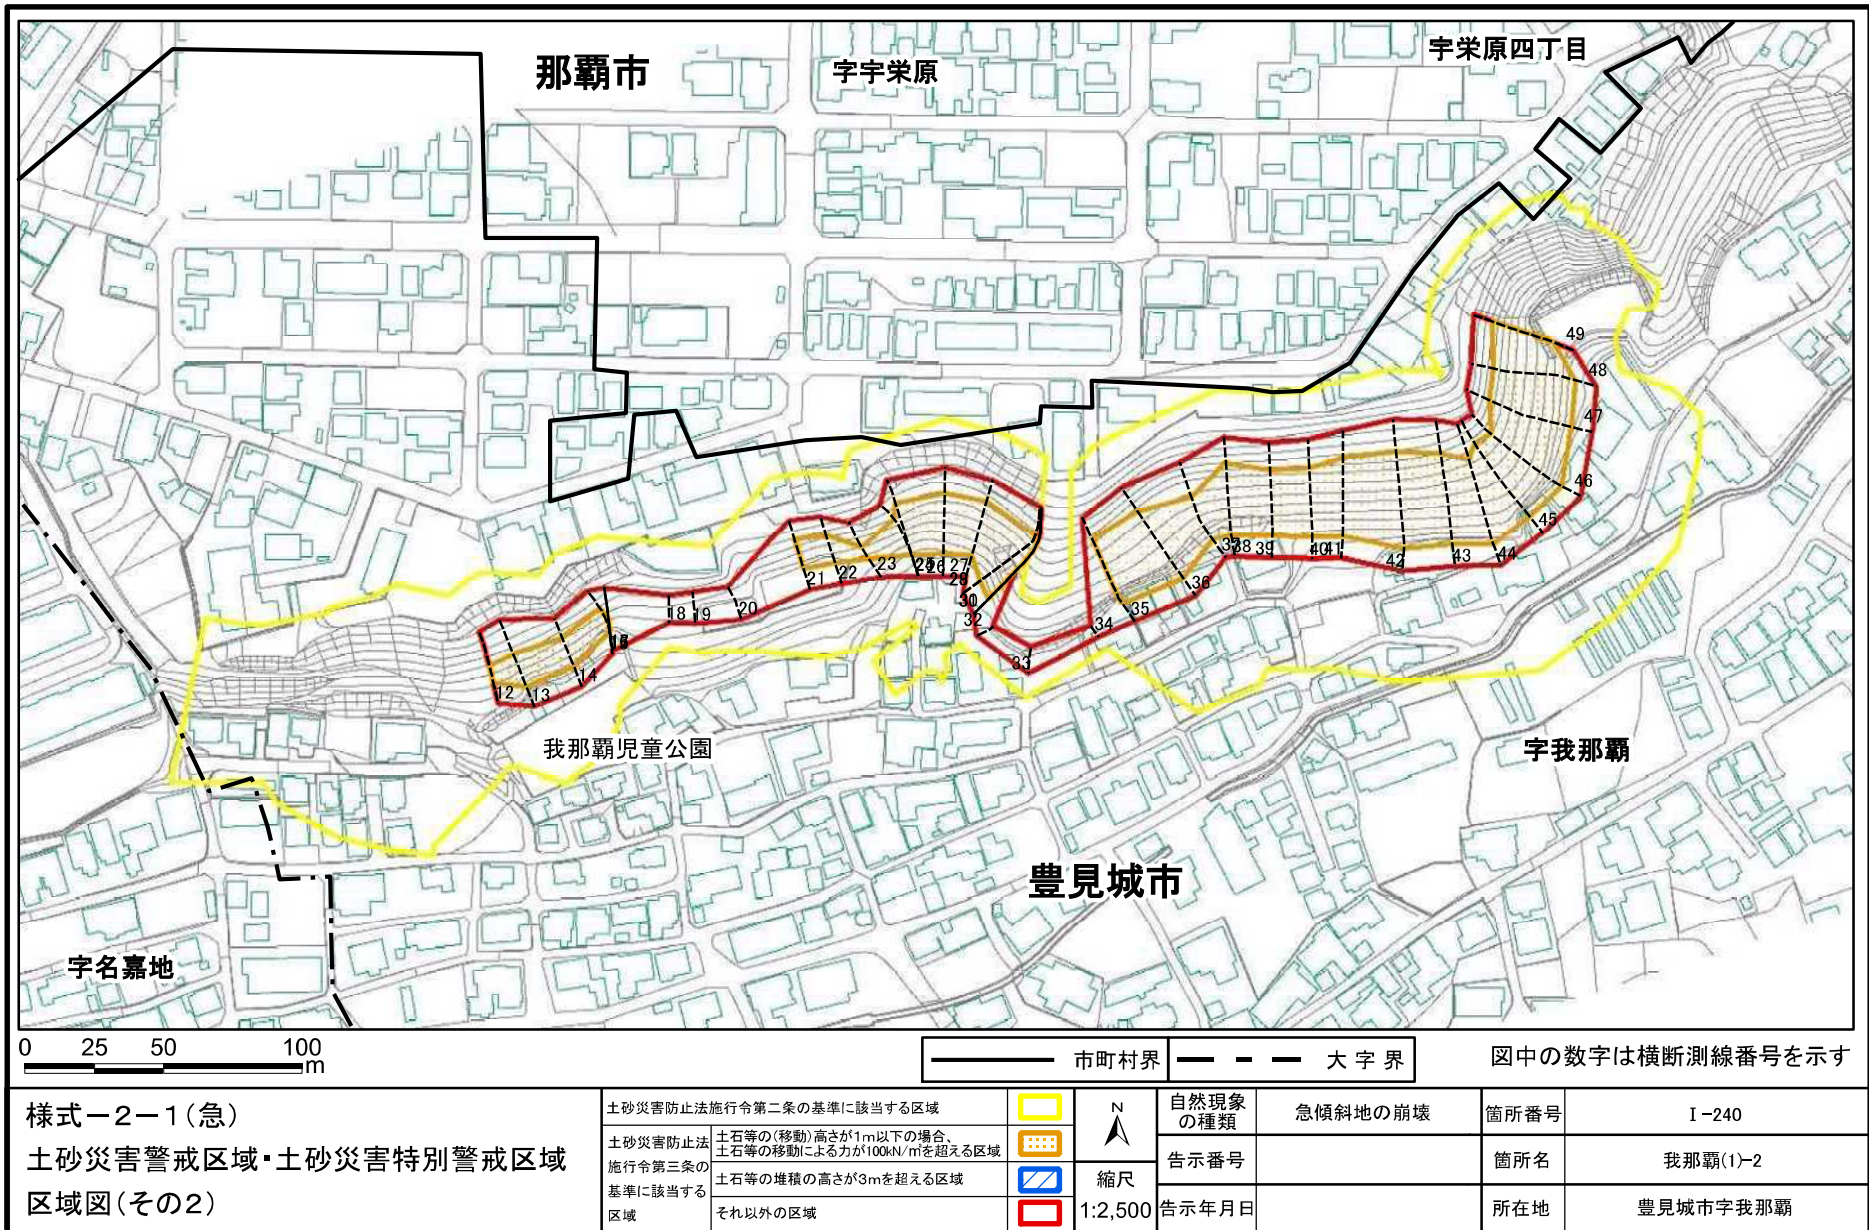 那覇市
字宇栄原
宇栄原四丁目
49
48
47
46
45
44
43
42
41
40
39
38
37
36
35
34
33
32
30
28
27
26
23
22
21
20
19
18
14
13
12
我那覇児童公園
字我那覇
豊見城市
字名嘉地
0 25 50 100
m
市町村界
大字界
図中の数字は横断測線番号を示す
様式-2-1(急)
土砂災害警戒区域・土砂災害特別警戒区域
区域図(その2)
土砂災害防止法施行令第二条の基準に該当する区域
土砂災害防止法
施行令第三条の
基準に該当する
区域
土石等の(移動)高さが1m以下の場合、
土石等の移動による力が100kN/㎡を超える区域
土石等の堆積の高さが3mを超える区域
それ以外の区域
N
縮尺
1:2,500
自然現象
の種類
急傾斜地の崩壊
告示番号
告示年月日
箇所番号
I-240
箇所名
我那覇(1)-2
所在地
豊見城市字我那覇